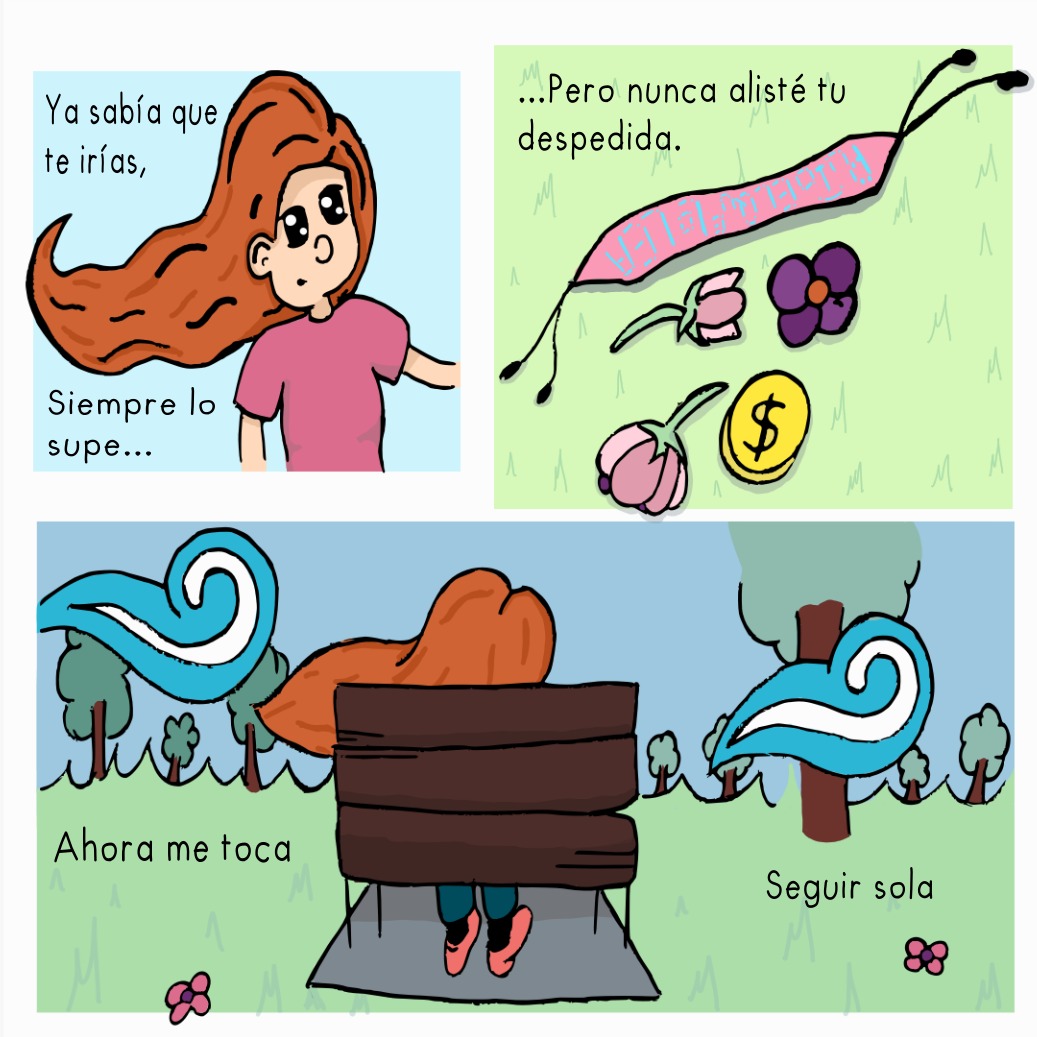 Ya sabía que
te irías,
Siempre lo
supe...
...Pero nunca alisté tu
despedida.
$
Ahora me toca
Seguir sola